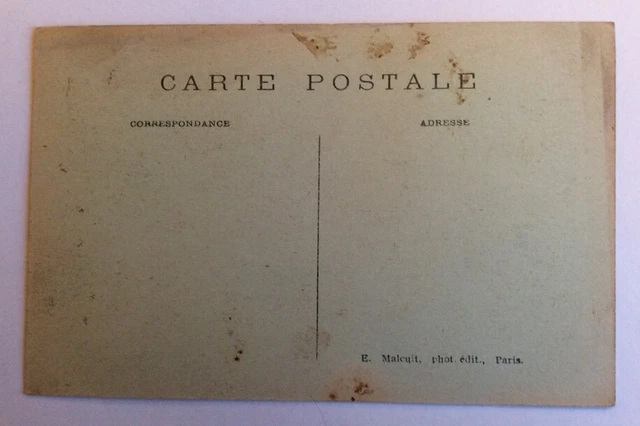 CARTE POSTALE
CORRESPONDANCE
ADRESSE
E. Malcuit, phot. édit., Paris.